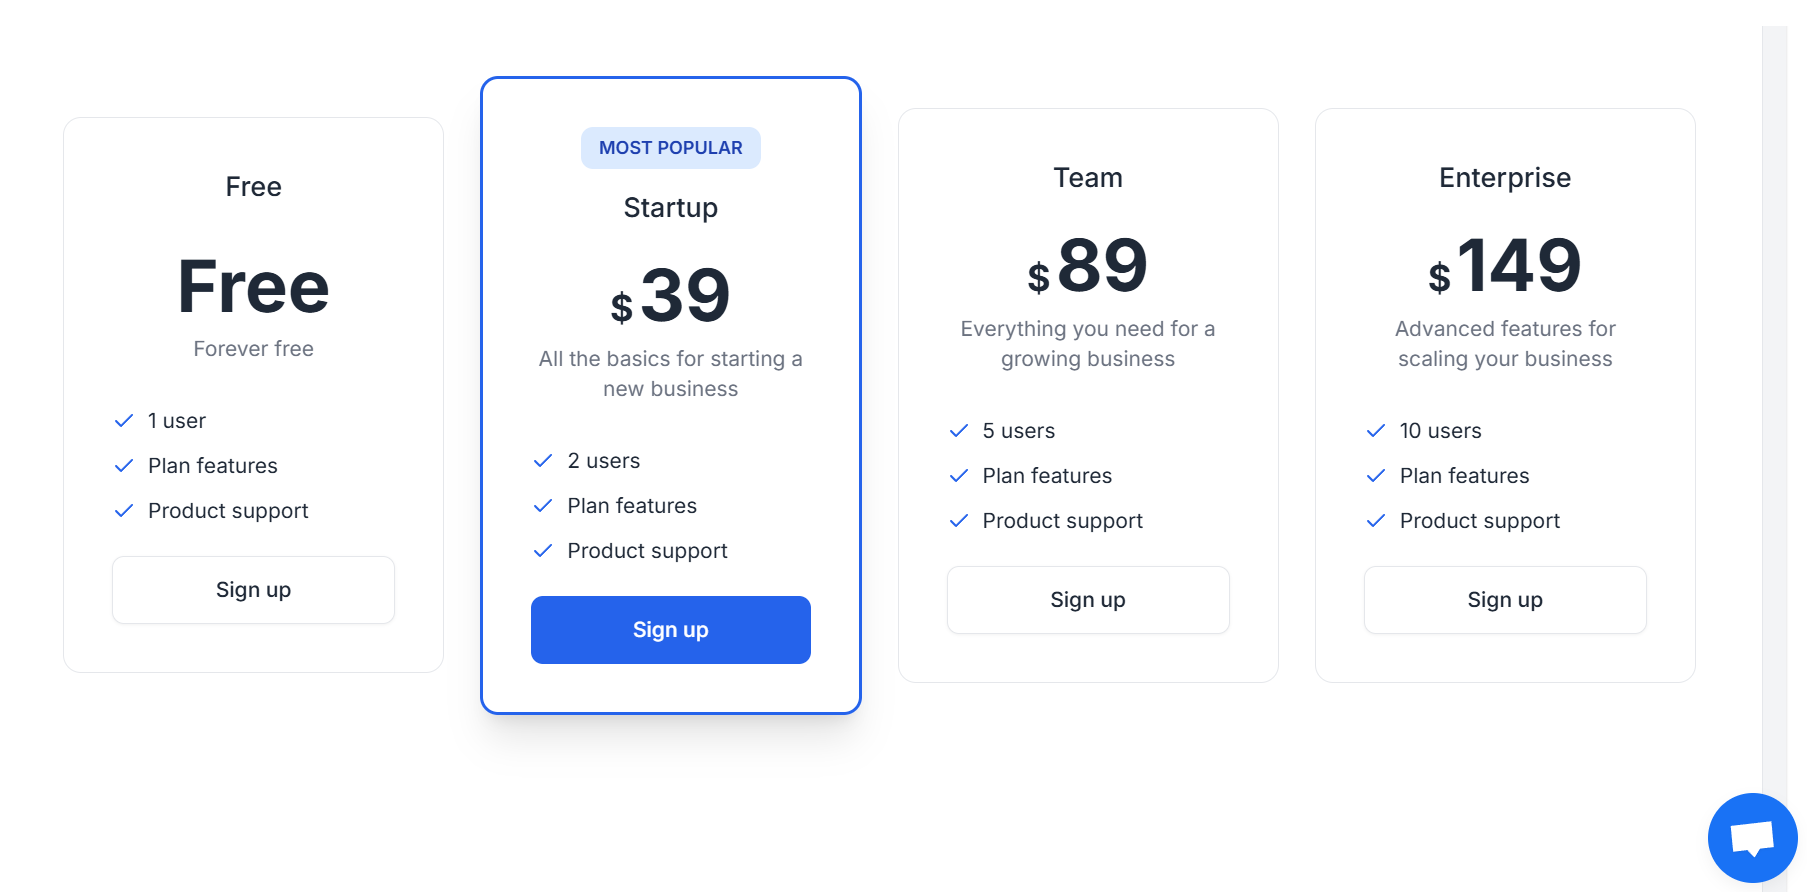 Free
Free
Forever free
1 user
Plan features
Product support
Sign up
MOST POPULAR
Startup
$39
All the basics for starting a
new business
2 users
Plan features
Product support
Sign up
Team
$89
Everything you need for a
growing business
5 users
Plan features
Product support
Sign up
Enterprise
$149
Advanced features for
scaling your business
10 users
Plan features
Product support
Sign up